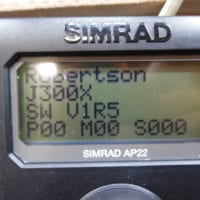 SIMRAD
Robertson
J300X
SW V1R5
P00 M00 S000
SIMRAD AP22